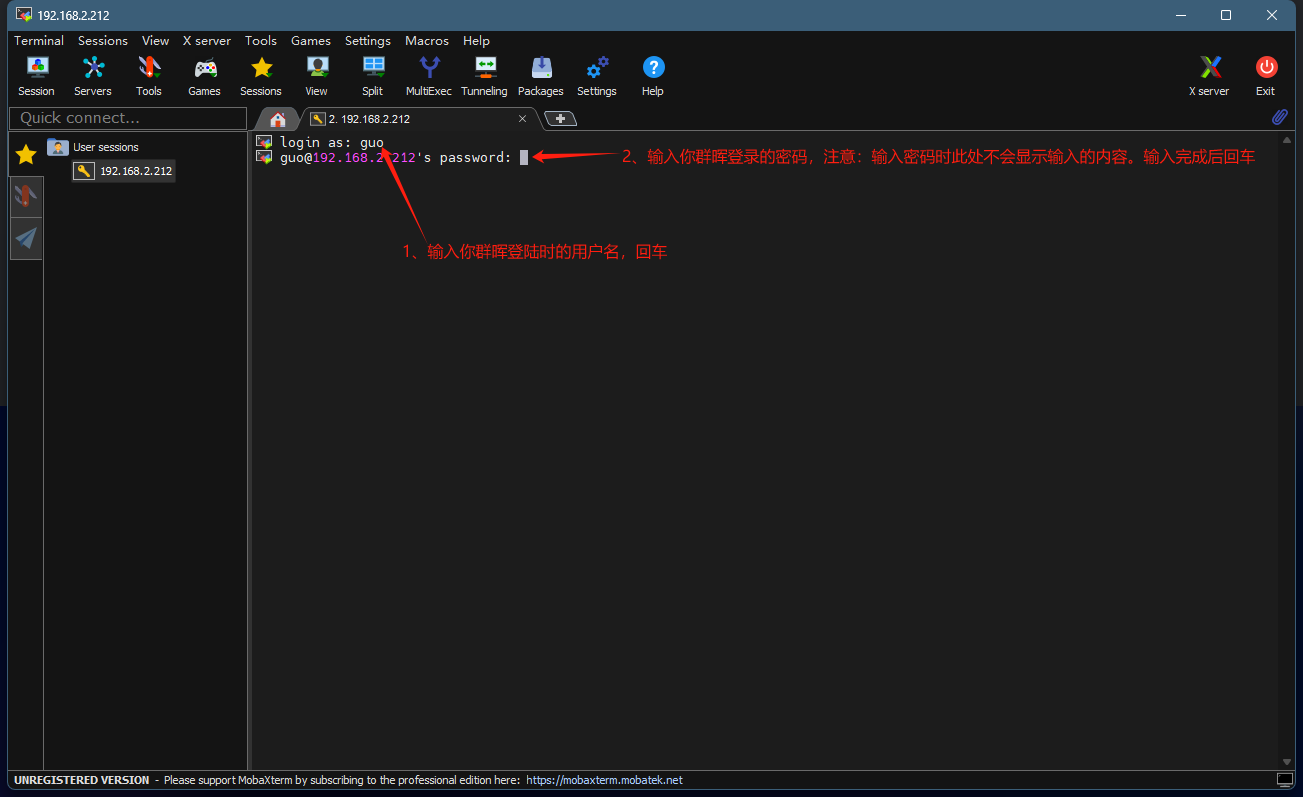 192.168.2.212
Terminal Sessions View X server Tools Games Settings Macros Help
Session Servers Tools Games Sessions View Split MultiExec Tunneling Packages Settings Help X server Exit
Quick connect...
2. 192.168.2.212
User sessions
192.168.2.212
login as: guo
guo@192.168.2.212's password:
2、输入你群晖登录的密码，注意：输入密码时此处不会显示输入的内容。输入完成后回车
1、输入你群晖登陆时的用户名，回车
UNREGISTERED VERSION - Please support MobaXterm by subscribing to the professional edition here: https://mobaxterm.mobatek.net